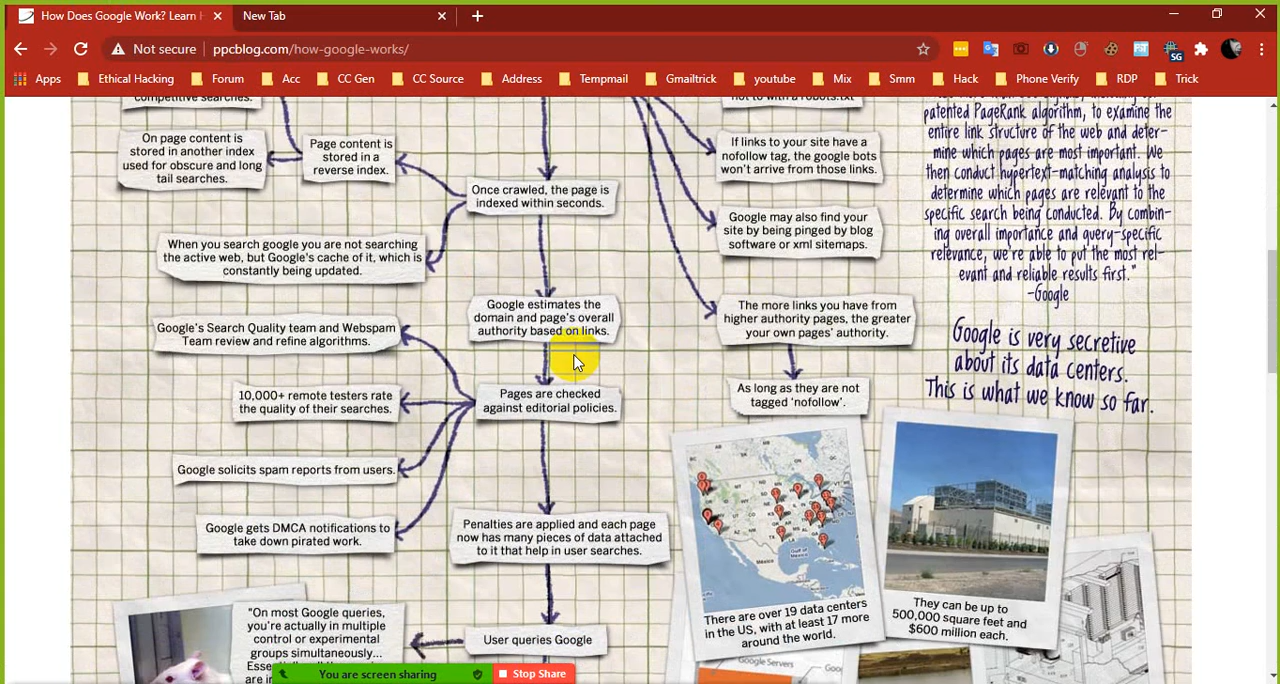 How Does Google Work? Learn H
New Tab
Not secure
ppcblog.com/how-google-works/
SG
Apps
Ethical Hacking
Forum
Acc
CC Gen
CC Source
Address
Tempmail
Gmailtrick
youtube
Mix
Smm
Hack
Phone Verify
RDP
Trick
competitive searches.
On page content is
stored in another index
used for obscure and long
tail searches.
Page content is
stored in a
reverse index.
Once crawled, the page is
indexed within seconds.
When you search google you are not searching
the active web, but Google's cache of it, which is
constantly being updated.
Google estimates the
domain and page's overall
authority based on links.
Google's Search Quality team and Webspam
Team review and refine algorithms.
10,000+ remote testers rate
the quality of their searches.
Pages are checked
against editorial policies.
Google solicits spam reports from users.
Google gets DMCA notifications to
take down pirated work.
Penalties are applied and each page
now has many pieces of data attached
to it that help in user searches.
User queries Google
"On most Google queries,
you're actually in multiple
control or experimental
groups simultaneously...
not to with a robots.txt
If links to your site have a
nofollow tag, the google bots
won't arrive from those links.
Google may also find your
site by being pinged by blog
software or xml sitemaps.
The more links you have from
higher authority pages, the greater
your own pages' authority.
As long as they are not
tagged 'nofollow'.
patented PageRank algorithm, to examine the
entire link structure of the web and deter-
mine which pages are most important. We
then conduct hypertext-matching analysis to
determine which pages are relevant to the
specific search being conducted. By combin-
ing overall importance and query-specific
relevance, we're able to put the most rel-
evant and reliable results first."
-Google
Google is very secretive
about its data centers.
This is what we know so far.
There are over 19 data centers
in the US, with at least 17 more
around the world.
They can be up to
500,000 square feet and
$600 million each.
Google Servers
You are screen sharing
Stop Share